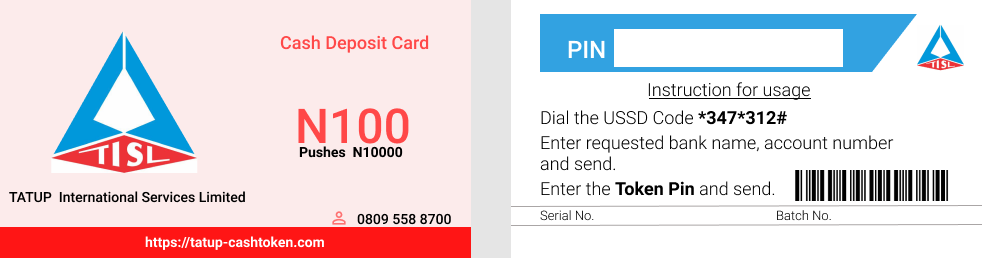 Cash Deposit Card
N100
Pushes N10000
TISL
TATUP International Services Limited
0809 558 8700
https://tatup-cashtoken.com
PIN
TISL
Instruction for usage
Dial the USSD Code *347*312#
Enter requested bank name, account number
and send.
Enter the Token Pin and send.
Serial No.
Batch No.